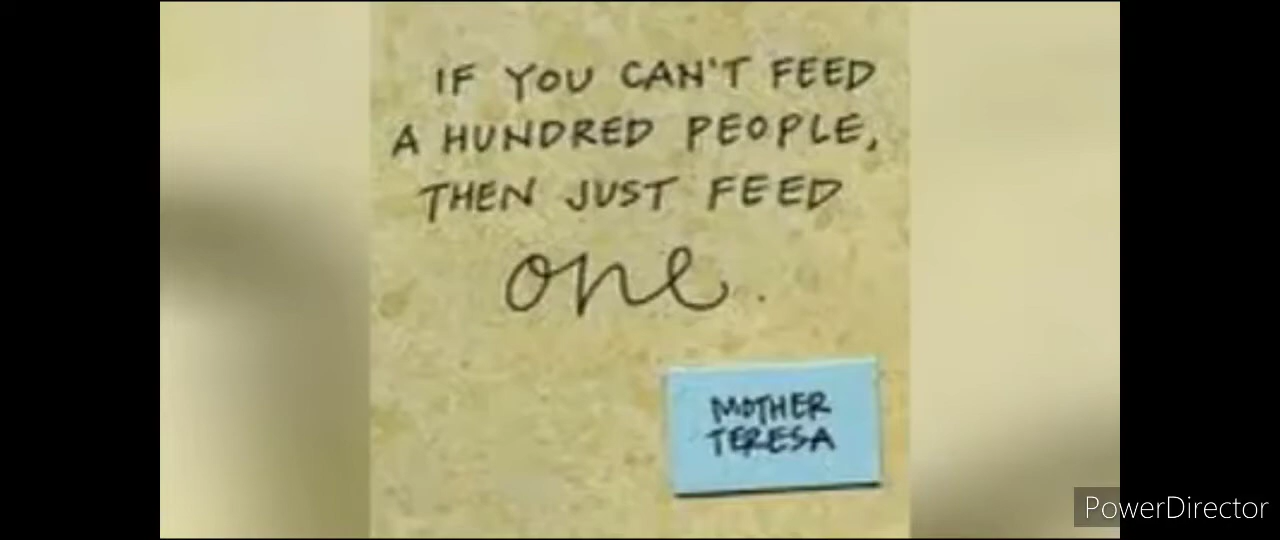 IF YOU CAN'T FEED
A HUNDRED PEOPLE,
THEN JUST FEED
one.
MOTHER
TERESA
PowerDirector